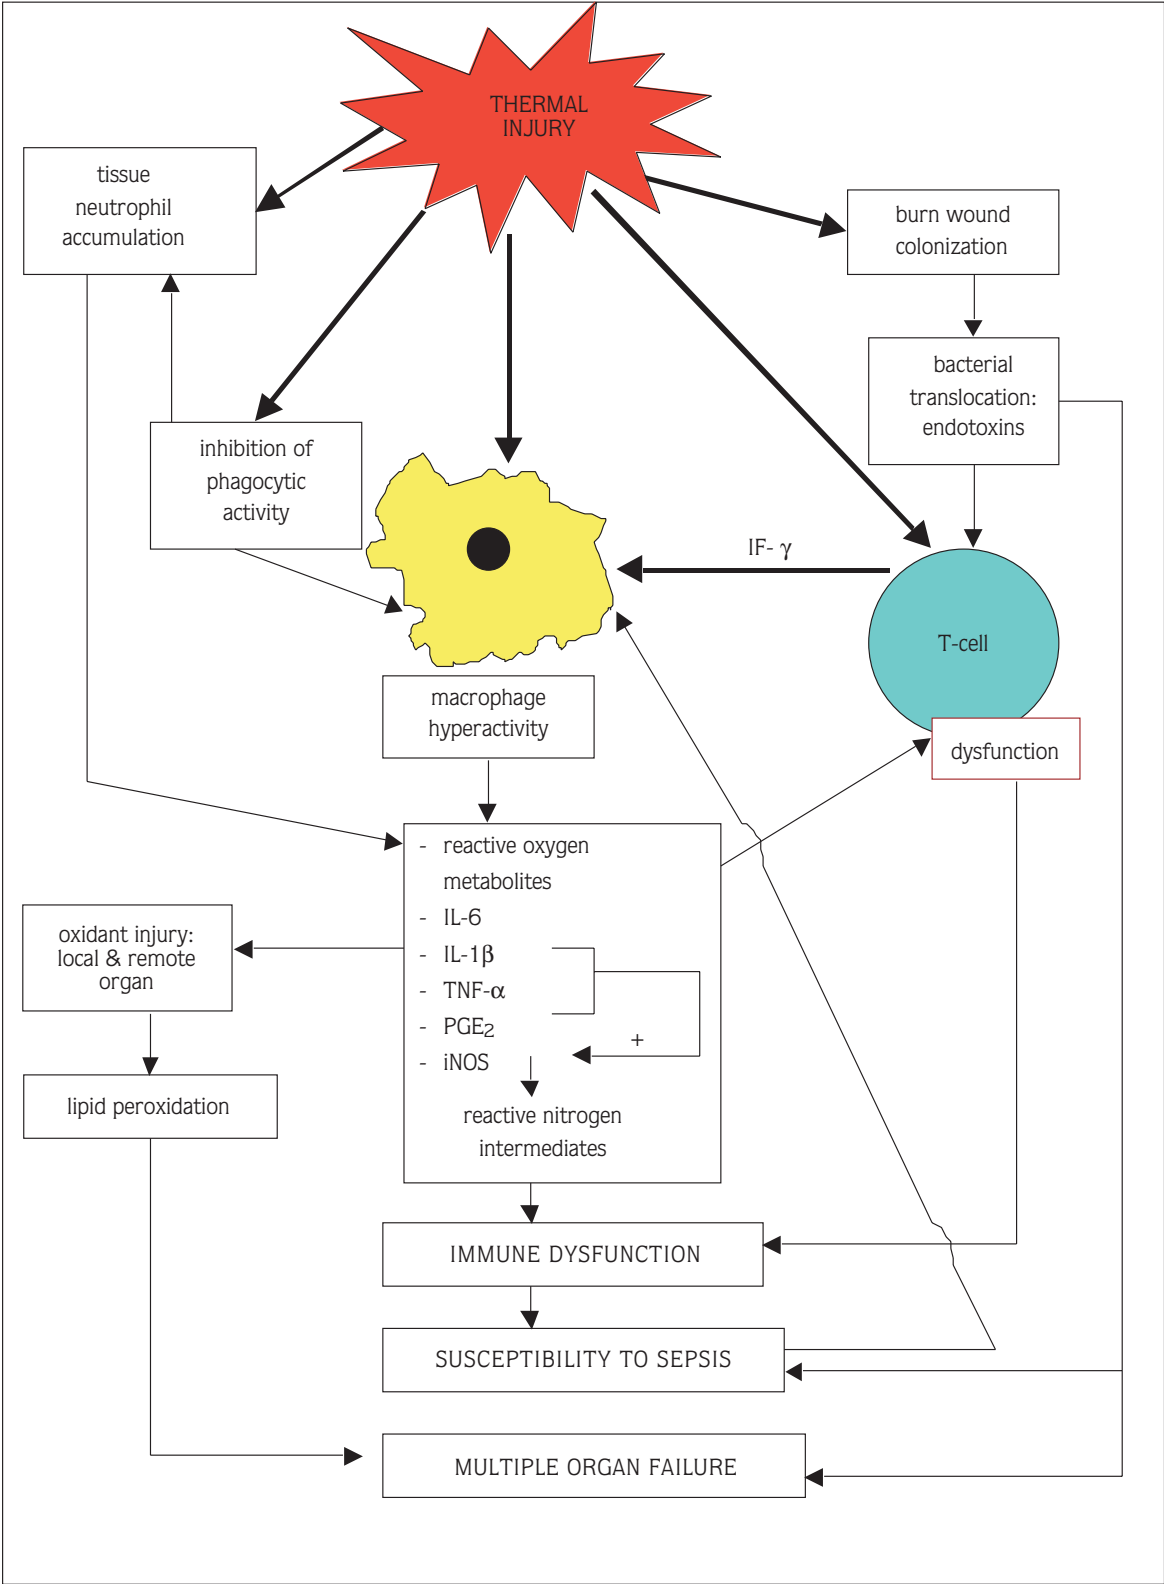 THERMAL
INJURY
tissue
neutrophil
accumulation
burn wound
colonization
bacterial
translocation:
endotoxins
inhibition of
phagocytic
activity
IF- γ
T-cell
dysfunction
macrophage
hyperactivity
- reactive oxygen
metabolites
- IL-6
- IL-1β
- TNF-α
- PGE2
- iNOS
+
reactive nitrogen
intermediates
oxidant injury:
local & remote
organ
lipid peroxidation
IMMUNE DYSFUNCTION
SUSCEPTIBILITY TO SEPSIS
MULTIPLE ORGAN FAILURE